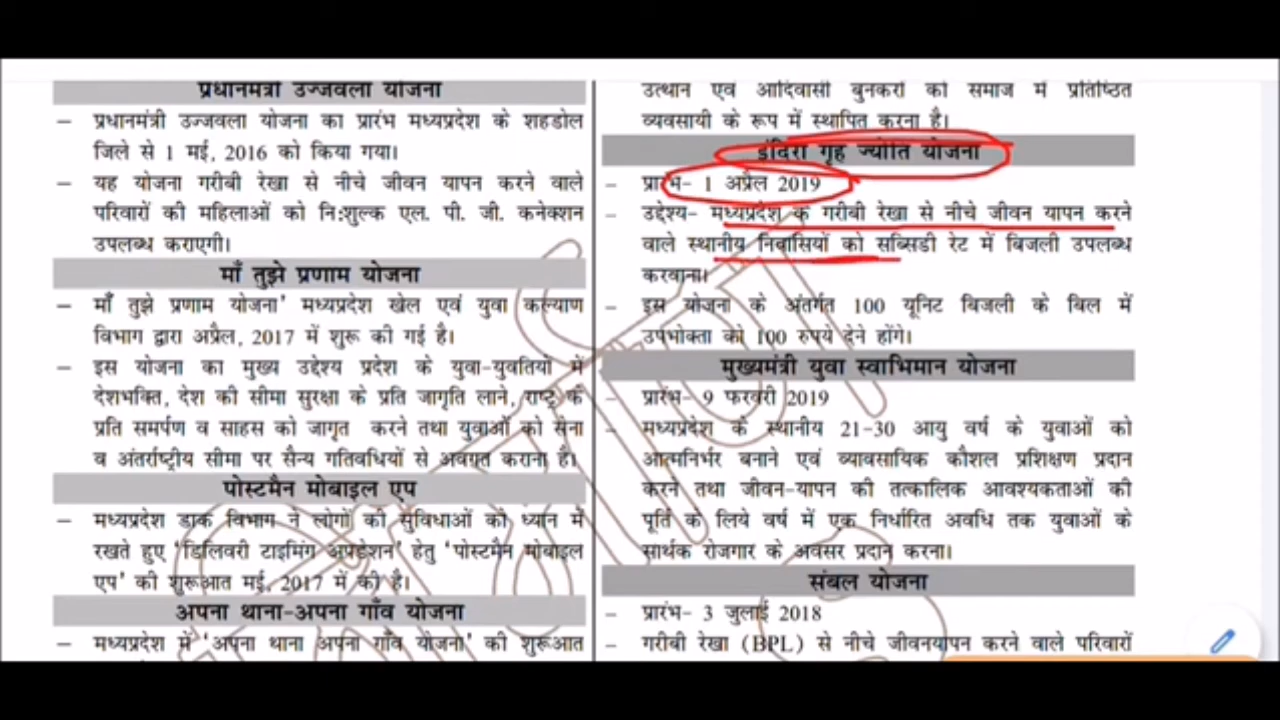 प्रधानमंत्री उज्जवला योजना
– प्रधानमंत्री उज्जवला योजना का प्रारंभ मध्यप्रदेश के शहडोल
जिले से 1 मई, 2016 को किया गया।
– यह योजना गरीबी रेखा से नीचे जीवन यापन करने वाले
परिवारों की महिलाओं को नि:शुल्क एल. पी. जी. कनेक्शन
उपलब्ध कराएगी।
माँ तुझे प्रणाम योजना
– माँ तुझे प्रणाम योजना' मध्यप्रदेश खेल एवं युवा कल्याण
विभाग द्वारा अप्रैल, 2017 में शुरू की गई है।
– इस योजना का मुख्य उद्देश्य प्रदेश के युवा-युवतियो में
देशभक्ति, देश की सीमा सुरक्षा के प्रति जागृति लाने, राष्ट्र के
प्रति समर्पण व साहस को जागृत करने तथा युवाओं को सेना
व अंतर्राष्ट्रीय सीमा पर सैन्य गतिवधियों से अवगृत कराना है।
पोस्टमैन मोबाइल एप
– मध्यप्रदेश डाक विभाग ने लोगों की सुविधाओं को ध्यान में
रखते हुए 'डिलिवरी टाइमिंग अपडेशन' हेतु 'पोस्टमैन मोबाइल
एप' की शुरूआत मई, 2017 में की है।
अपना थाना-अपना गाँव योजना
– मध्यप्रदेश में 'अपना थाना अपना गाँव योजना' की शुरूआत
उत्थान एवं आदिवासी बुनकरों को समाज में प्रतिष्ठित
व्यवसायी के रूप में स्थापित करना है।
इंदिरा गृह ज्योति योजना
– प्रारंभ- 1 अप्रैल 2019
– उद्देश्य- मध्यप्रदेश के गरीबी रेखा से नीचे जीवन यापन करने
वाले स्थानीय निवासियों को सब्सिडी रेट में बिजली उपलब्ध
करवाना।
– इस योजना के अंतर्गत 100 यूनिट बिजली के बिल में
उपभोक्ता को 100 रुपये देने होंगे।
मुख्यमंत्री युवा स्वाभिमान योजना
– प्रारंभ- 9 फरवरी 2019
– मध्यप्रदेश के स्थानीय 21-30 आयु वर्ष के युवाओं को
आत्मनिर्भर बनाने एवं व्यावसायिक कौशल प्रशिक्षण प्रदान
करने तथा जीवन-यापन की तत्कालिक आवश्यकताओं की
पूर्ति के लिये वर्ष में एक निर्धारित अवधि तक युवाओं के
सार्थक रोजगार के अवसर प्रदान करना।
संबल योजना
– प्रारंभ- 3 जुलाई 2018
– गरीबी रेखा (BPL) से नीचे जीवनयापन करने वाले परिवारों